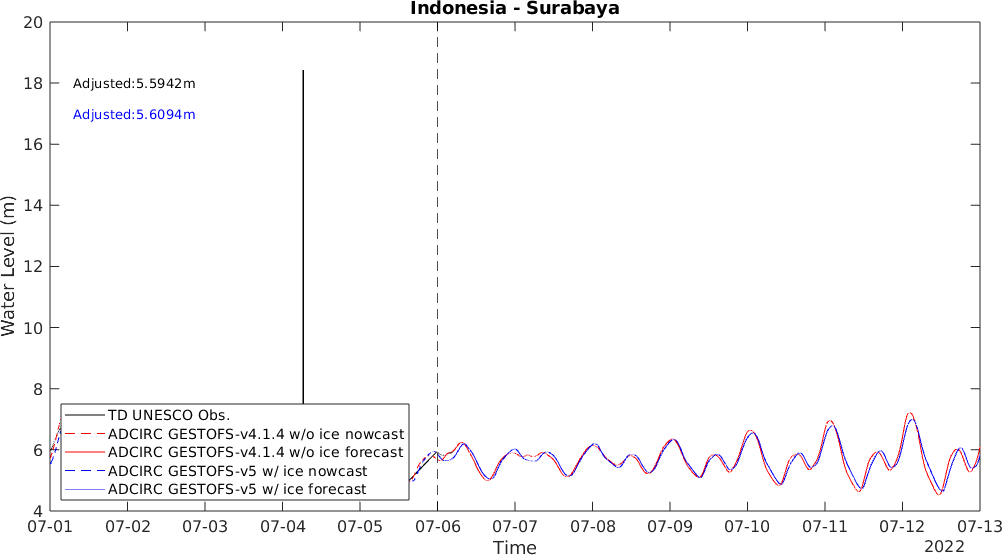 Indonesia - Surabaya
20
18
16
14
12
10
8
6
4
Water Level (m)
Adjusted:5.5942m
Adjusted:5.6094m
TD UNESCO Obs.
ADCIRC GESTOFS-v4.1.4 w/o ice nowcast
ADCIRC GESTOFS-v4.1.4 w/o ice forecast
ADCIRC GESTOFS-v5 w/ ice nowcast
ADCIRC GESTOFS-v5 w/ ice forecast
07-01 07-02 07-03 07-04 07-05 07-06 07-07 07-08 07-09 07-10 07-11 07-12 07-13
Time
2022